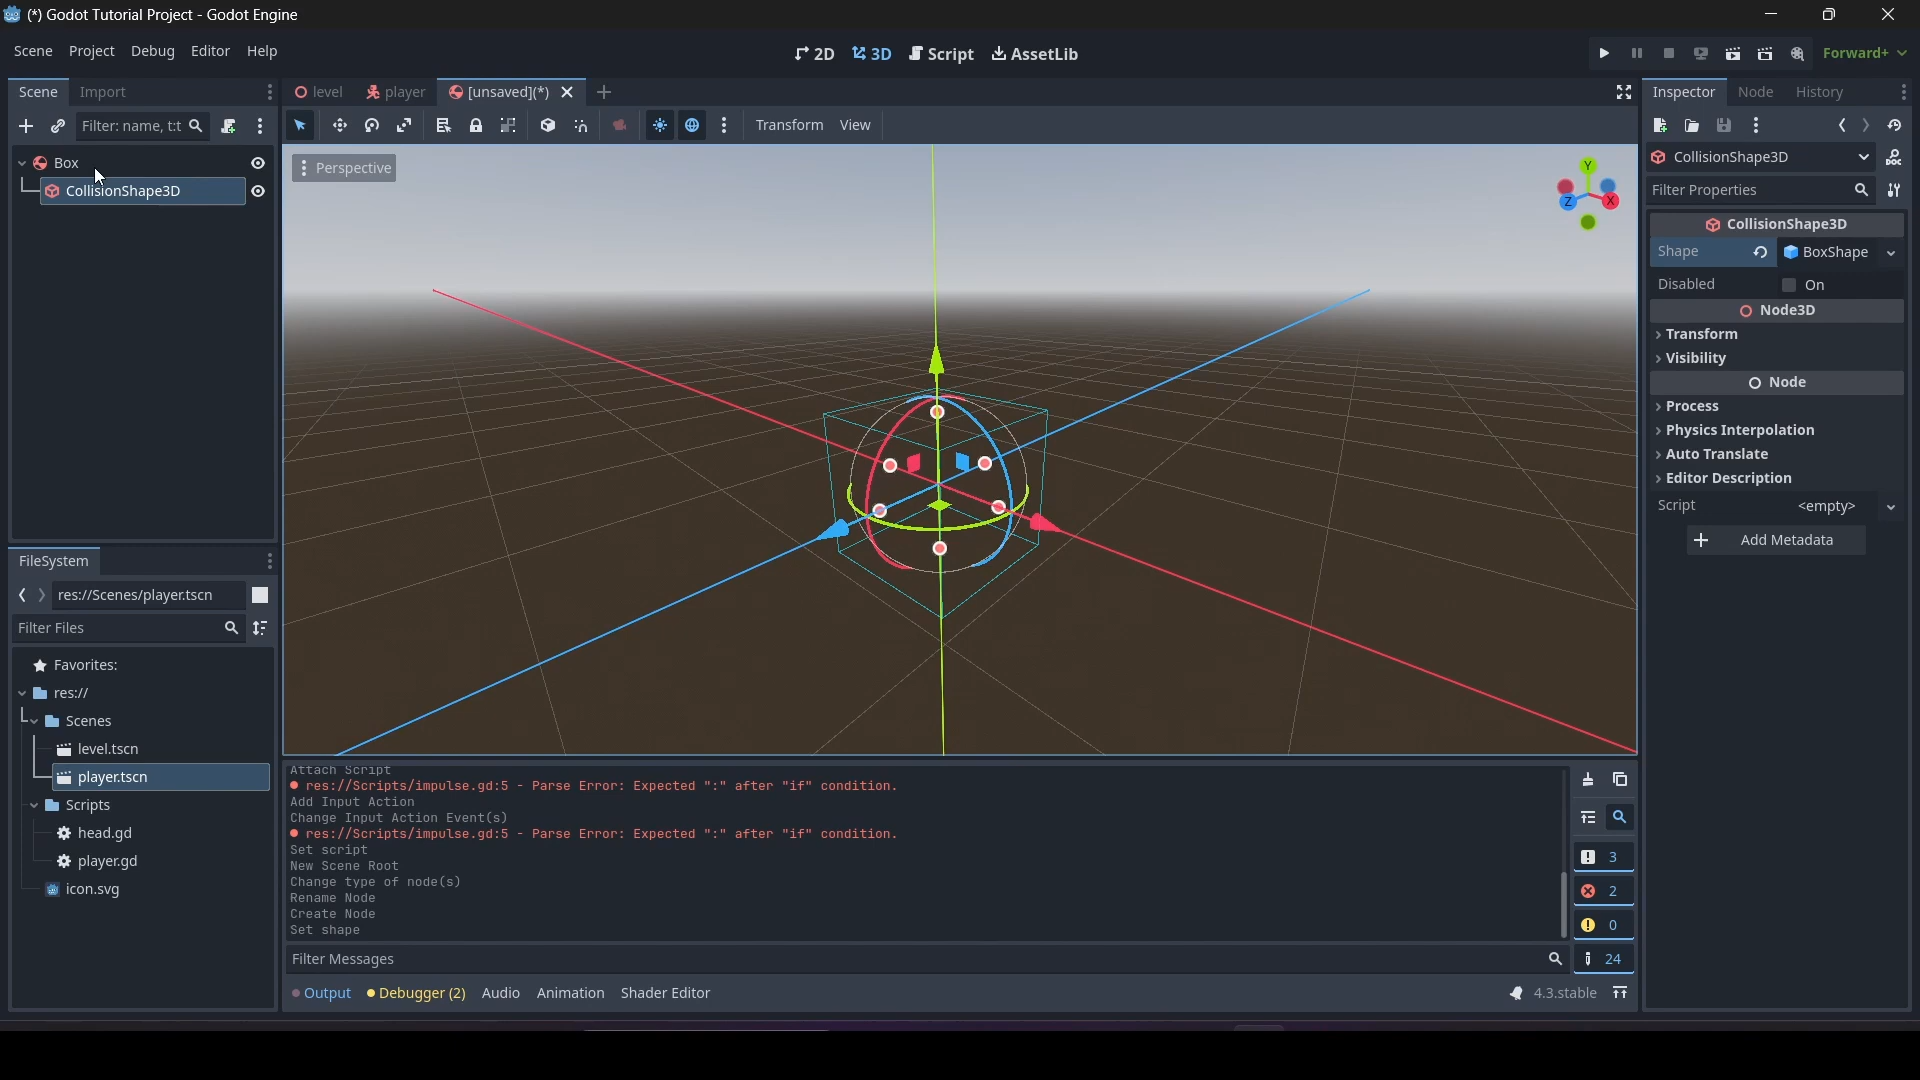 (*) Godot Tutorial Project - Godot Engine
Scene Project Debug Editor Help
2D 3D Script AssetLib
Forward+
Scene Import
level player [unsaved](*)
Inspector Node History
Filter: name, t:t
Transform View
Box
CollisionShape3D
Perspective
Y
Z
X
CollisionShape3D
Filter Properties
CollisionShape3D
Shape BoxShape
Disabled On
Node3D
Transform
Visibility
Node
Process
Physics Interpolation
Auto Translate
Editor Description
Script <empty>
Add Metadata
FileSystem
res://Scenes/player.tscn
Filter Files
Favorites:
res://
Scenes
level.tscn
player.tscn
Scripts
head.gd
player.gd
icon.svg
Attach Script
res://Scripts/impulse.gd:5 - Parse Error: Expected ":" after "if" condition.
Add Input Action
Change Input Action Event(s)
res://Scripts/impulse.gd:5 - Parse Error: Expected ":" after "if" condition.
Set script
New Scene Root
Change type of node(s)
Rename Node
Create Node
Set shape
3
2
0
24
Filter Messages
Output Debugger (2) Audio Animation Shader Editor
4.3.stable